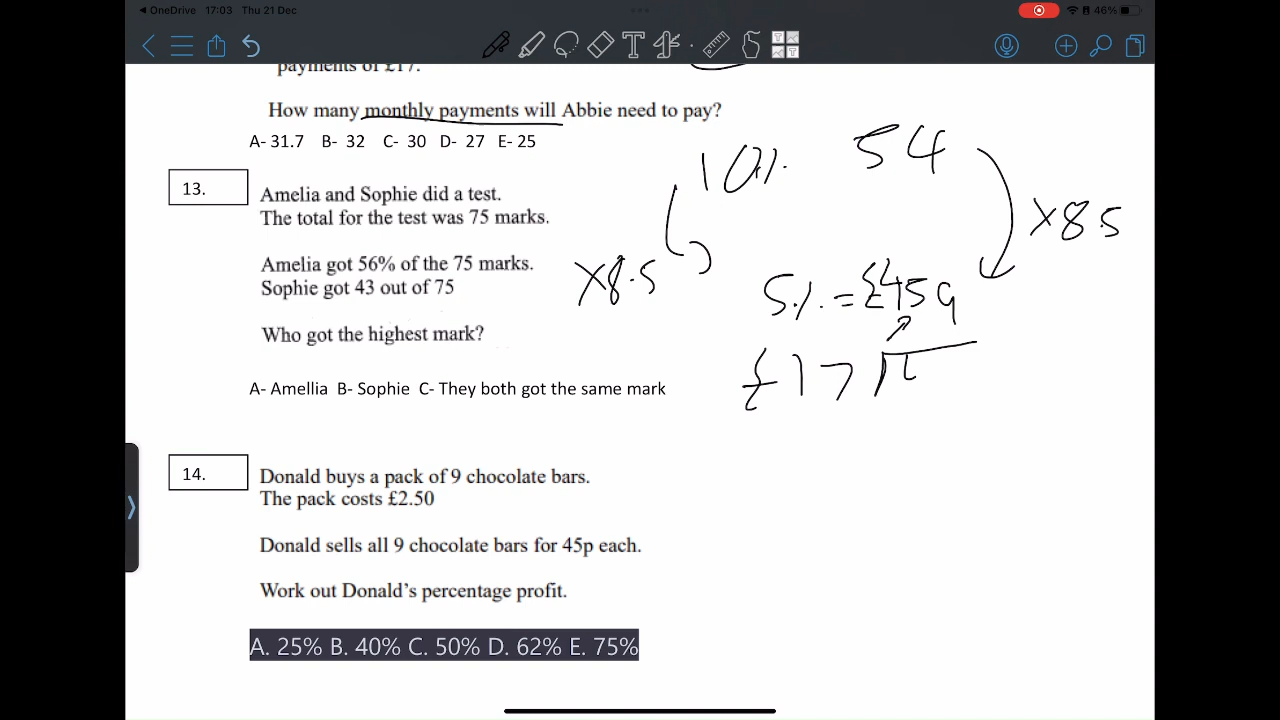 OneDrive 17:03 Thu 21 Dec
46%
payments of £17.
How many monthly payments will Abbie need to pay?
A- 31.7 B- 32 C- 30 D- 27 E- 25
10%. 54
13.
Amelia and Sophie did a test.
The total for the test was 75 marks.
×8.5
Amelia got 56% of the 75 marks.
Sophie got 43 out of 75
×8.5
5%. = £459
Who got the highest mark?
£17
A- Amellia B- Sophie C- They both got the same mark
14.
Donald buys a pack of 9 chocolate bars.
The pack costs £2.50
Donald sells all 9 chocolate bars for 45p each.
Work out Donald’s percentage profit.
A. 25% B. 40% C. 50% D. 62% E. 75%